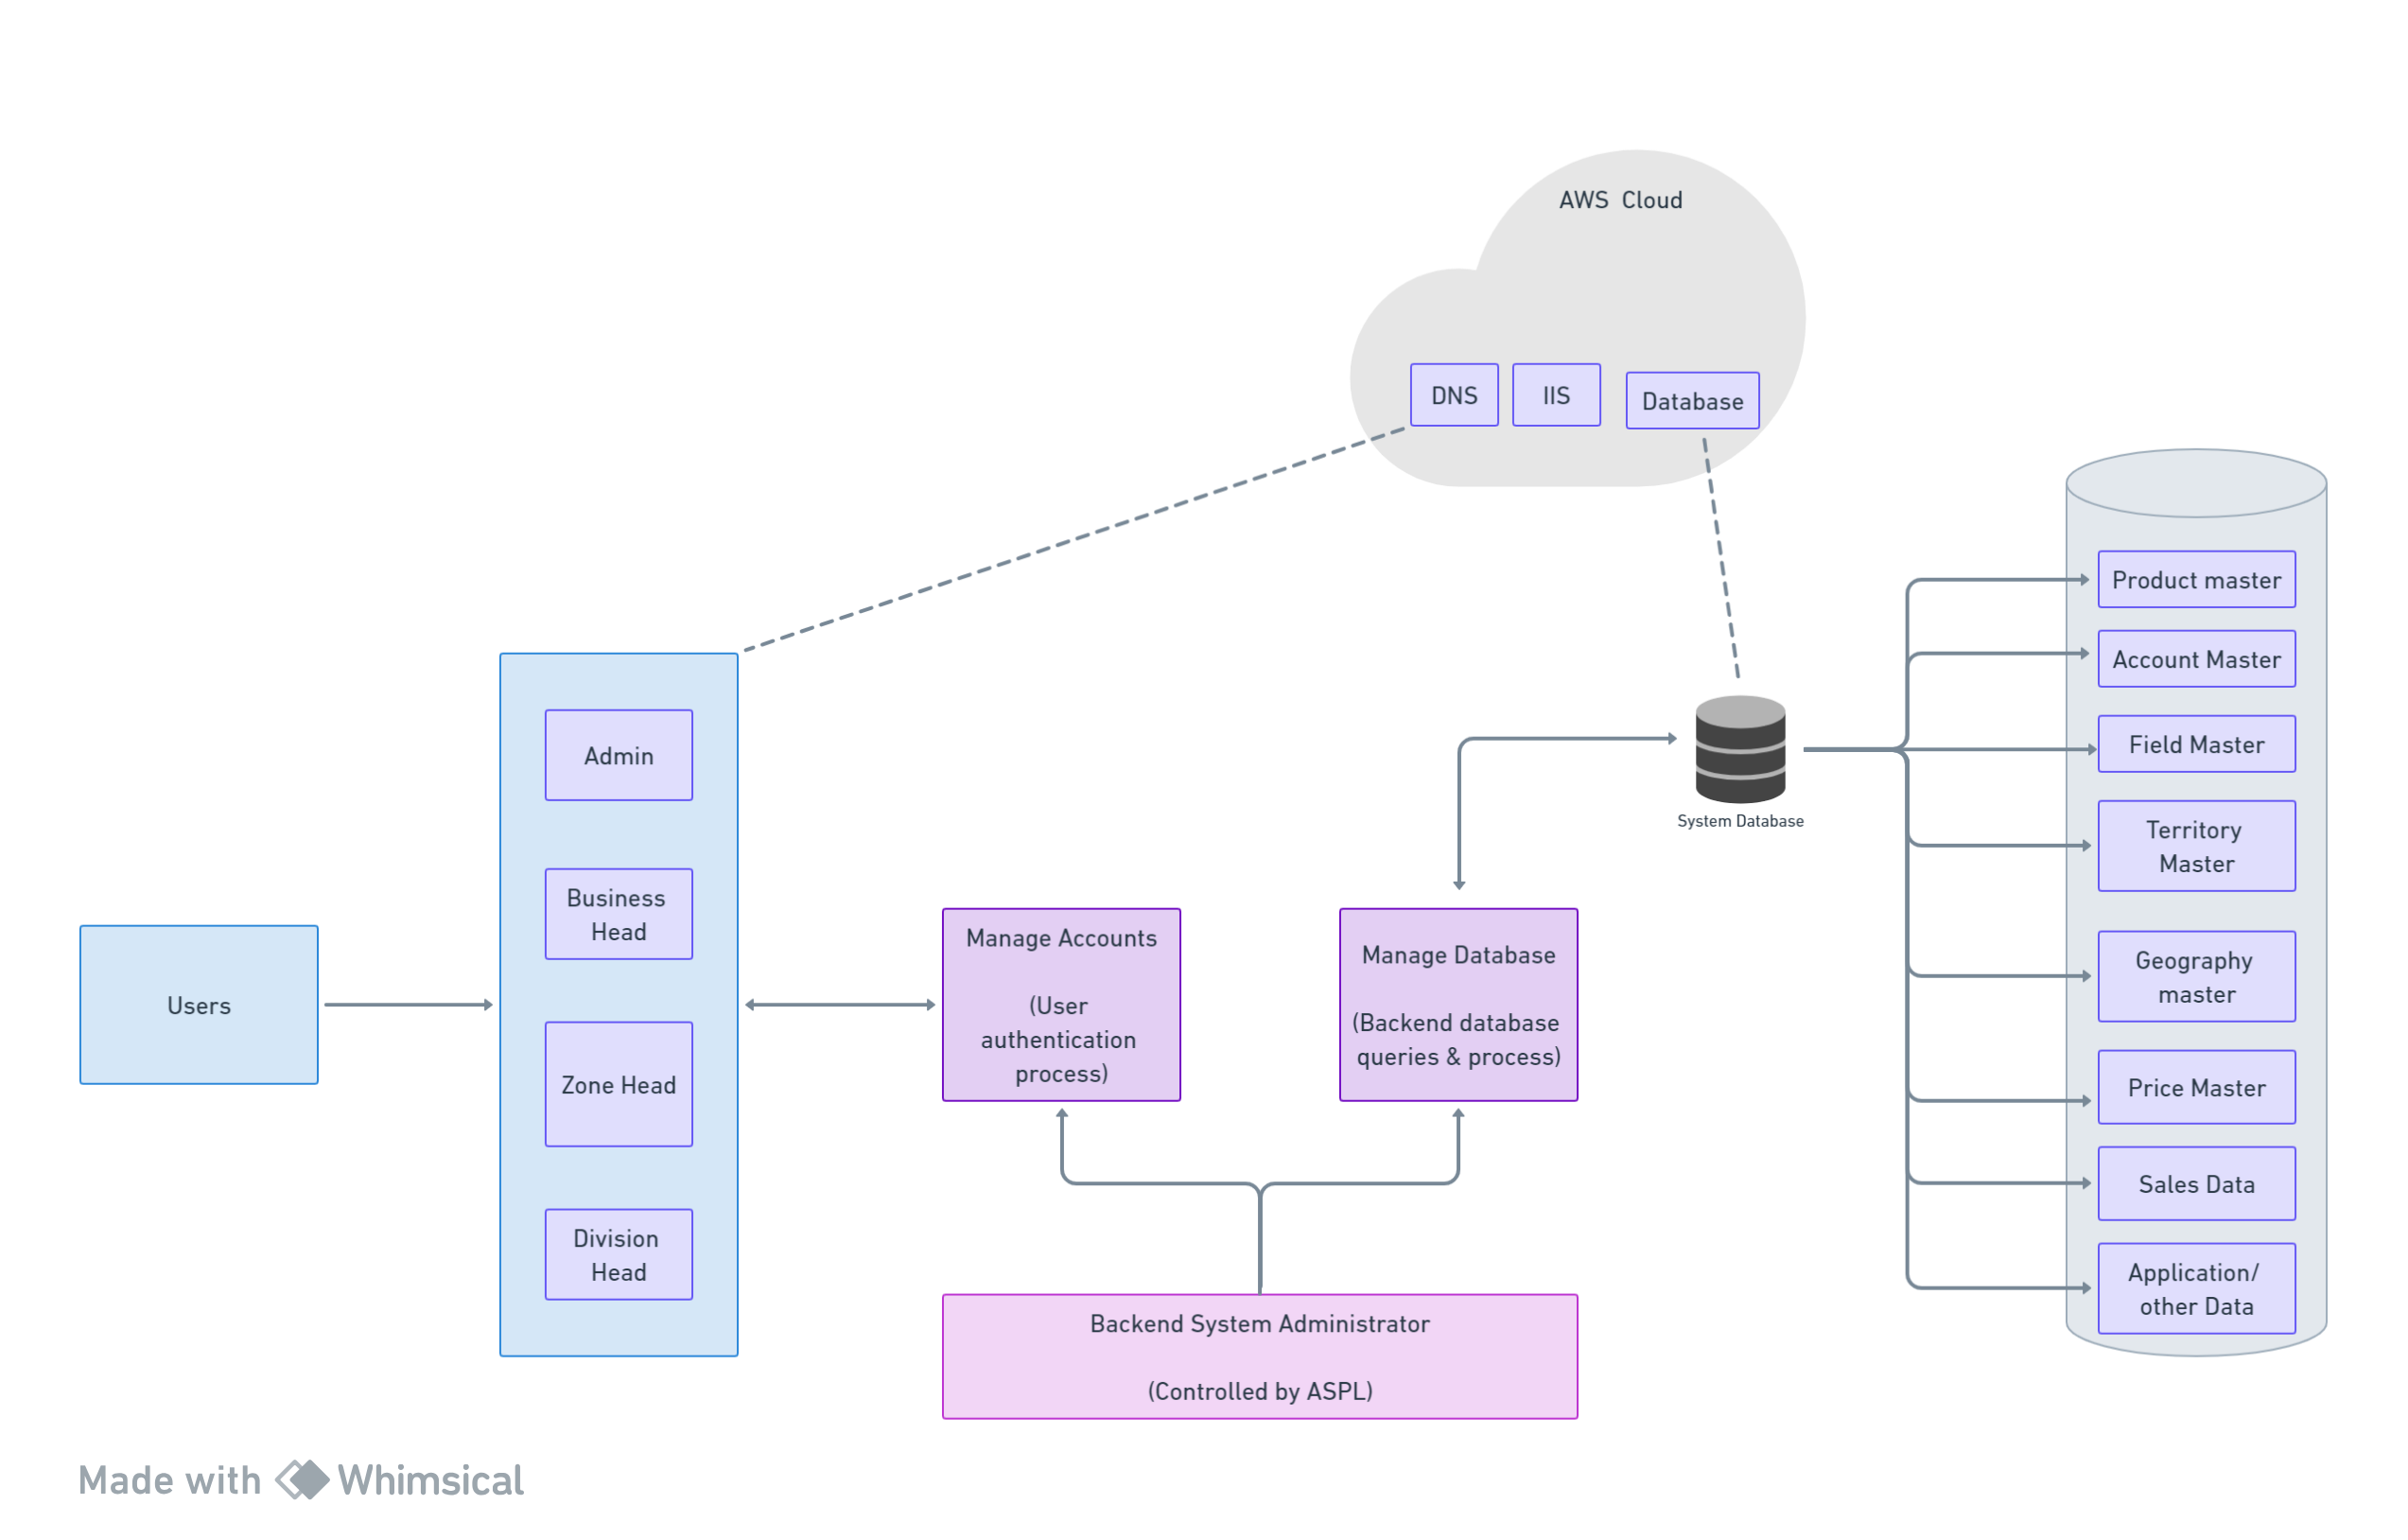 AWS Cloud
DNS
IIS
Database
Admin
Business
Head
Zone Head
Division
Head
Users
Manage Accounts
(User
authentication
process)
Manage Database
(Backend database
queries & process)
Backend System Administrator
(Controlled by ASPL)
System Database
Product master
Account Master
Field Master
Territory
Master
Geography
master
Price Master
Sales Data
Application/
other Data
Made with Whimsical